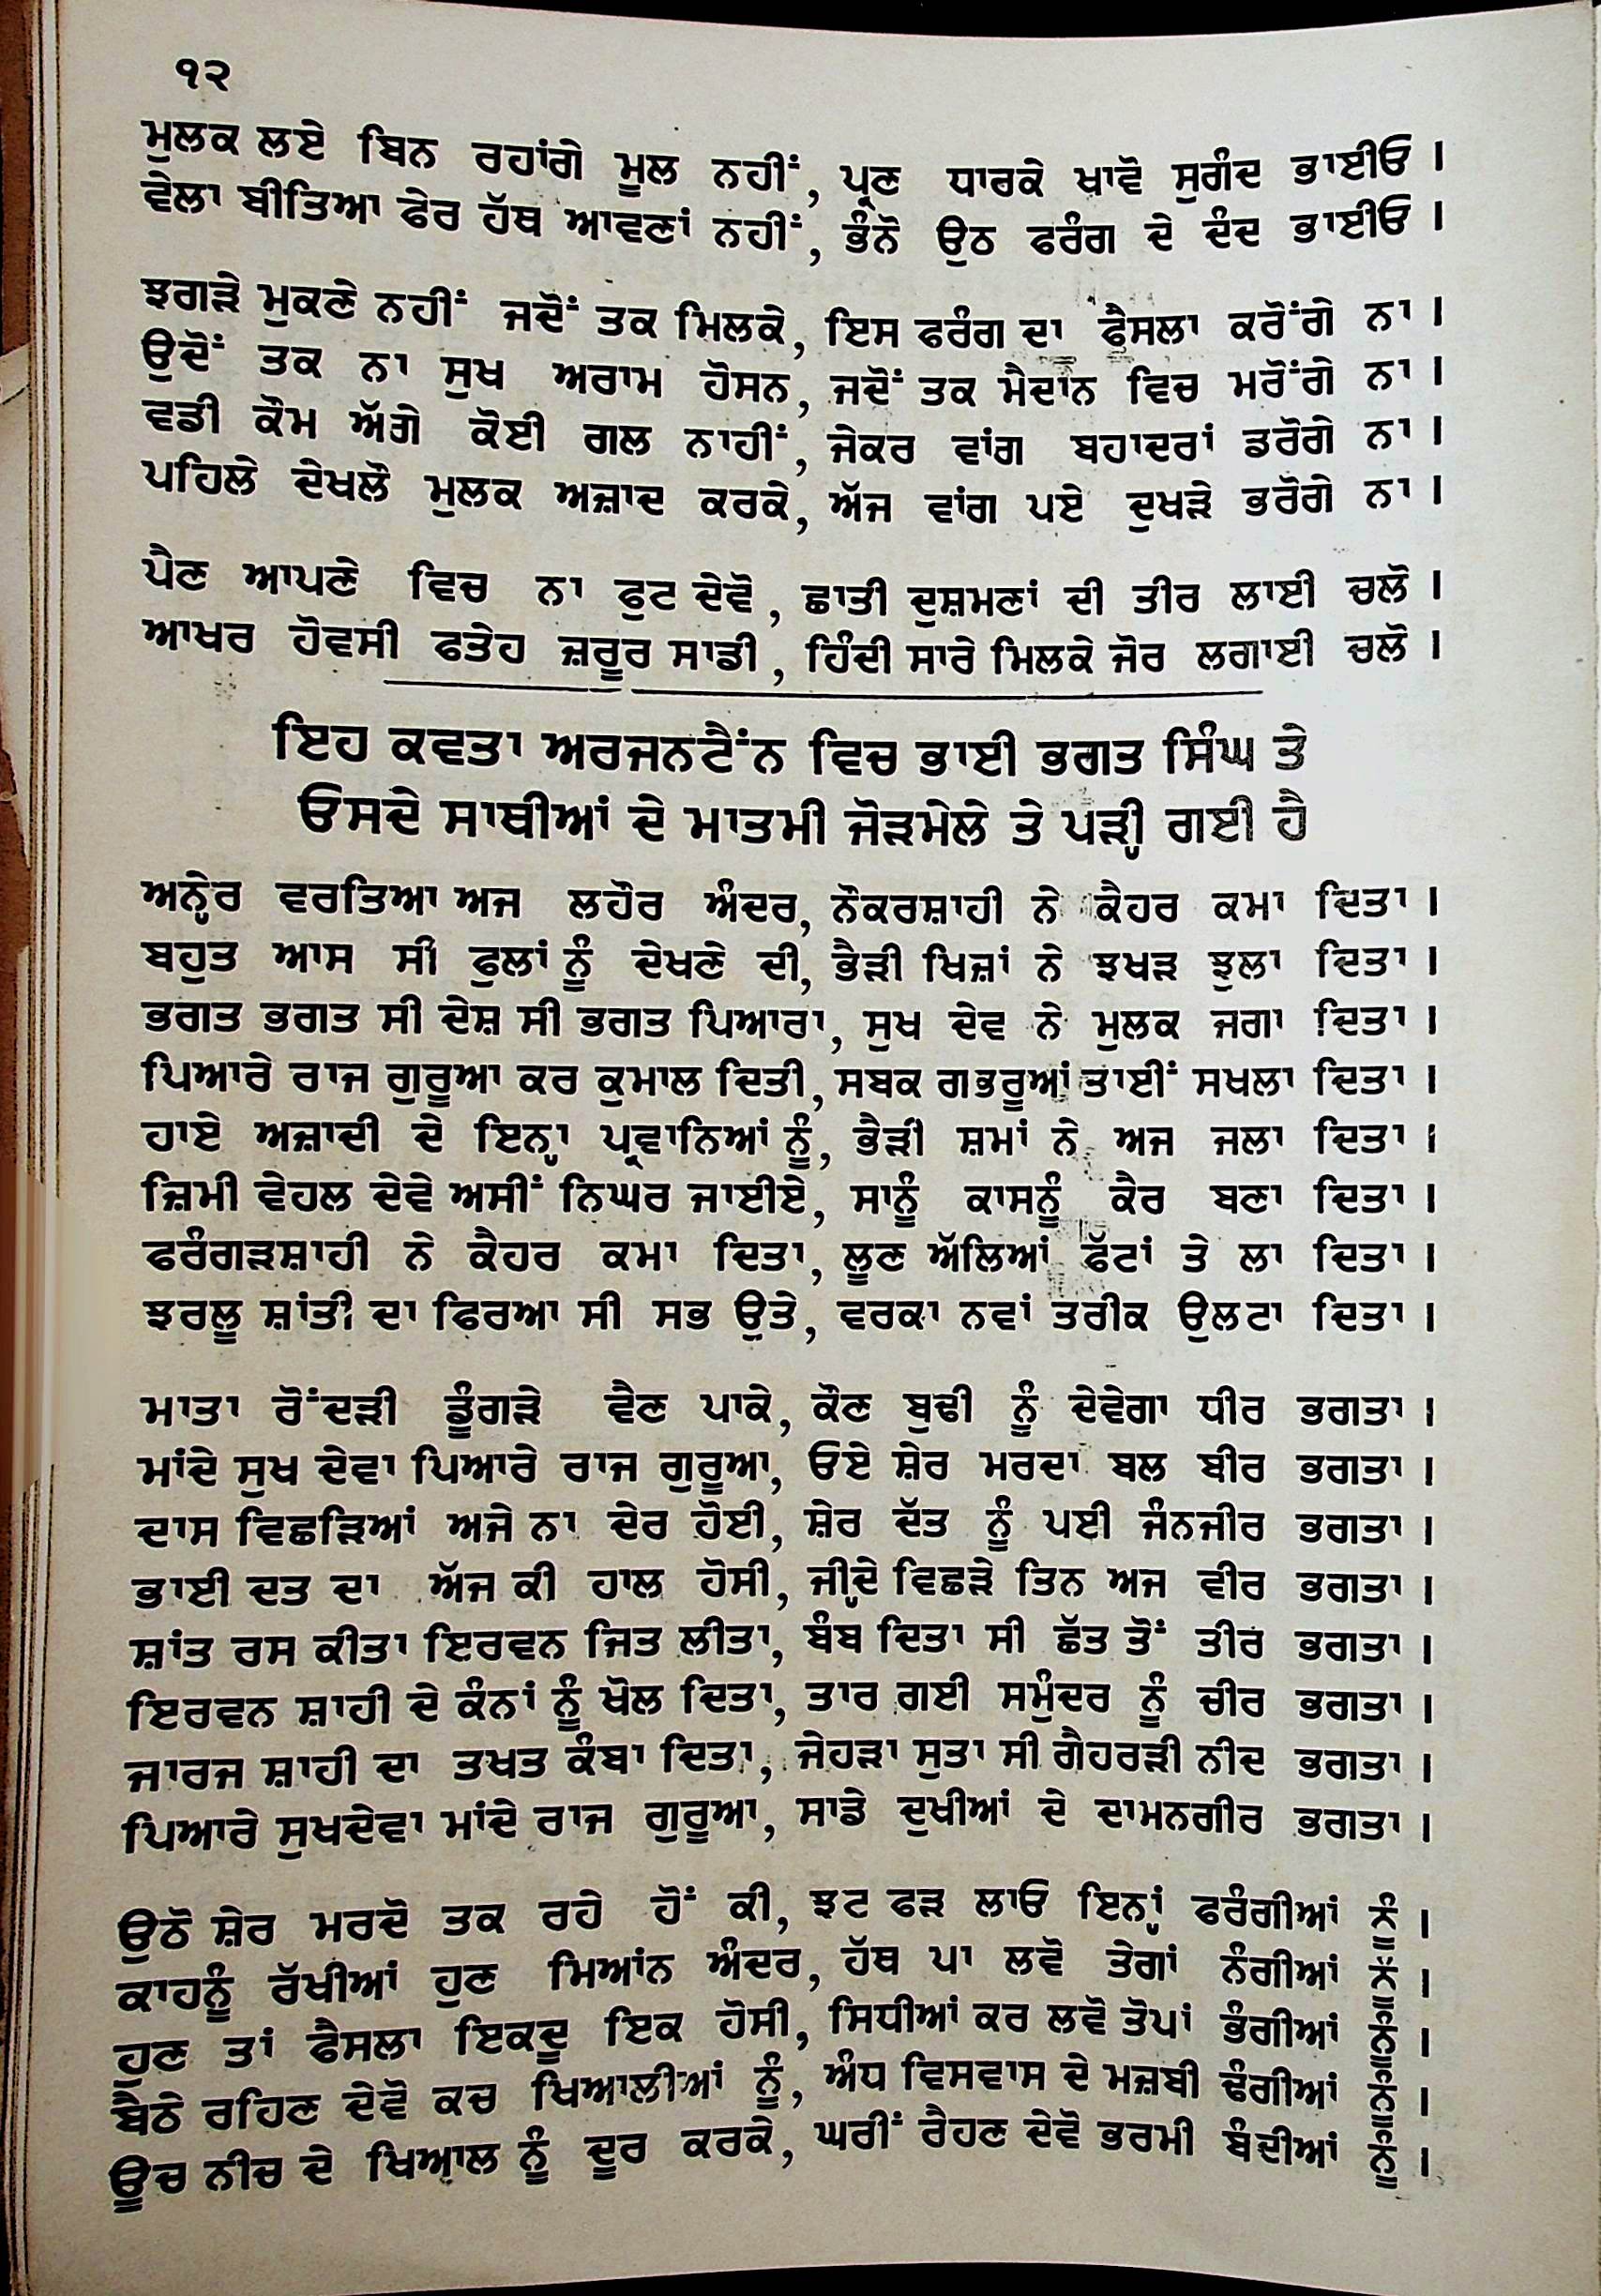 ੧੨
ਮੁਲਕ ਲਏ ਬਿਨ ਰਹਾਂਗੇ ਮੂਲ ਨਹੀਂ, ਪ੍ਰਣ ਧਾਰਕੇ ਖਾਵੋ ਸੁਗੰਦ ਭਾਈਓ ।
ਵੇਲਾ ਬੀਤਿਆ ਫੇਰ ਹੱਥ ਆਵਣਾਂ ਨਹੀਂ, ਭੰਨੋ ਉਠ ਫਰੰਗ ਦੇ ਦੰਦ ਭਾਈਓ ।
ਝਗੜੇ ਮੁਕਣੇ ਨਹੀਂ ਜਦੋਂ ਤਕ ਮਿਲਕੇ, ਇਸ ਫਰੰਗ ਦਾ ਫੈਸਲਾ ਕਰੋਂਗੇ ਨਾ ।
ਉਦੋਂ ਤਕ ਨਾ ਸੁਖ ਅਰਾਮ ਹੋਸਨ, ਜਦੋਂ ਤਕ ਮੈਦਾਨ ਵਿਚ ਮਰੋਂਗੇ ਨਾ ।
ਵਡੀ ਕੌਮ ਅੱਗੇ ਕੋਈ ਗਲ ਨਾਹੀਂ, ਜੇਕਰ ਵਾਂਗ ਬਹਾਦਰਾਂ ਡਰੋਗੇ ਨਾ ।
ਪਹਿਲੇ ਦੇਖਲੌ ਮੁਲਕ ਅਜ਼ਾਦ ਕਰਕੇ, ਅੱਜ ਵਾਂਗ ਪਏ ਦੁਖੜੇ ਭਰੋਗੇ ਨਾ ।
ਪੈਣ ਆਪਣੇ ਵਿਚ ਨਾ ਫੁਟ ਦੇਵੋ, ਛਾਤੀ ਦੁਸ਼ਮਣਾਂ ਦੀ ਤੀਰ ਲਾਈ ਚਲੋ ।
ਆਖਰ ਹੋਵਸੀ ਫਤੇਹ ਜ਼ਰੂਰ ਸਾਡੀ, ਹਿੰਦੀ ਸਾਰੇ ਮਿਲਕੇ ਜੋਰ ਲਗਾਈ ਚਲੋ ।
ਇਹ ਕਵਤਾ ਅਰਜਨਟੈਂਨ ਵਿਚ ਭਾਈ ਭਗਤ ਸਿੰਘ ਤੇ
ਓਸਦੇ ਸਾਥੀਆਂ ਦੇ ਮਾਤਮੀ ਜੋੜਮੇਲੇ ਤੇ ਪੜ੍ਹੀ ਗਈ ਹੈ
ਅਨ੍ਹੇਰ ਵਰਤਿਆ ਅਜ ਲਹੌਰ ਅੰਦਰ, ਨੌਕਰਸ਼ਾਹੀ ਨੇ ਕੈਹਰ ਕਮਾ ਦਿਤਾ ।
ਬਹੁਤ ਆਸ ਸੀ ਫੁਲਾਂ ਨੂੰ ਦੇਖਣੇ ਦੀ, ਭੈੜੀ ਖਿਜ਼ਾਂ ਨੇ ਝਖੜ ਝੁਲਾ ਦਿਤਾ ।
ਭਗਤ ਭਗਤ ਸੀ ਦੇਸ਼ ਸੀ ਭਗਤ ਪਿਆਰਾ, ਸੁਖ ਦੇਵ ਨੇ ਮੁਲਕ ਜਗਾ ਦਿਤਾ ।
ਪਿਆਰੇ ਰਾਜ ਗੁਰੂਆ ਕਰ ਕੁਮਾਲ ਦਿਤੀ, ਸਬਕ ਗਭਰੂਆਂ ਤਾਈਂ ਸਖਲਾ ਦਿਤਾ ।
ਹਾਏ ਅਜ਼ਾਦੀ ਦੇ ਇਨ੍ਹਾ ਪ੍ਰਵਾਨਿਆਂ ਨੂੰ, ਭੈੜੀ ਸ਼ਮਾਂ ਨੇ ਅਜ ਜਲਾ ਦਿਤਾ ।
ਜ਼ਿਮੀ ਵੇਹਲ ਦੇਵੇ ਅਸੀਂ ਨਿਘਰ ਜਾਈਏ, ਸਾਨੂੰ ਕਾਸਨੂੰ ਕੈਰ ਬਣਾ ਦਿਤਾ ।
ਫਰੰਗੜਸ਼ਾਹੀ ਨੇ ਕੈਹਰ ਕਮਾ ਦਿਤਾ, ਲੂਣ ਅੱਲਿਆਂ ਫੱਟਾਂ ਤੇ ਲਾ ਦਿਤਾ ।
ਝਰਲੂ ਸ਼ਾਂਤੀ ਦਾ ਫਿਰਆ ਸੀ ਸਭ ਉਤੇ, ਵਰਕਾ ਨਵਾਂ ਤਰੀਕ ਉਲਟਾ ਦਿਤਾ ।
ਮਾਤਾ ਰੋਂਦੜੀ ਡੂੰਗੜੇ ਵੈਣ ਪਾਕੇ, ਕੌਣ ਬੁਢੀ ਨੂੰ ਦੇਵੇਗਾ ਧੀਰ ਭਗਤਾ ।
ਮਾਂਦੇ ਸੁਖ ਦੇਵਾ ਪਿਆਰੇ ਰਾਜ ਗੁਰੂਆ, ਓਏ ਸ਼ੇਰ ਮਰਦਾ ਬਲ ਬੀਰ ਭਗਤਾ ।
ਦਾਸ ਵਿਛੜਿਆਂ ਅਜੇ ਨਾ ਦੇਰ ਹੋਈ, ਸ਼ੇਰ ਦੱਤ ਨੂੰ ਪਈ ਜੰਨਜੀਰ ਭਗਤਾ ।
ਭਾਈ ਦਤ ਦਾ ਅੱਜ ਕੀ ਹਾਲ ਹੋਸੀ, ਜੀਦ੍ਹੇ ਵਿਛੜੇ ਤਿਨ ਅਜ ਵੀਰ ਭਗਤਾ ।
ਸ਼ਾਂਤ ਰਸ ਕੀਤਾ ਇਰਵਨ ਜਿਤ ਲੀਤਾ, ਬੰਬ ਦਿਤਾ ਸੀ ਛੱਤ ਤੋਂ ਤੀਰ ਭਗਤਾ ।
ਇਰਵਨ ਸ਼ਾਹੀ ਦੇ ਕੰਨਾਂ ਨੂੰ ਖੋਲ ਦਿਤਾ, ਤਾਰ ਗਈ ਸਮੁੰਦਰ ਨੂੰ ਚੀਰ ਭਗਤਾ ।
ਜਾਰਜ ਸ਼ਾਹੀ ਦਾ ਤਖਤ ਕੰਬਾ ਦਿਤਾ, ਜੇਹੜਾ ਸੁਤਾ ਸੀ ਗੈਹਰੜੀ ਨੀਦ ਭਗਤਾ ।
ਪਿਆਰੇ ਸੁਖਦੇਵਾ ਮਾਂਦੇ ਰਾਜ ਗੁਰੂਆ, ਸਾਡੇ ਦੁਖੀਆਂ ਦੇ ਦਾਮਨਗੀਰ ਭਗਤਾ ।
ਉਠੋ ਸ਼ੇਰ ਮਰਦੋ ਤਕ ਰਹੇ ਹੋਂ ਕੀ, ਝਟ ਫੜ ਲਾਓ ਇਨ੍ਹਾਂ ਫਰੰਗੀਆਂ ਨੂੰ ।
ਕਾਹਨੂੰ ਰੱਖੀਆਂ ਹੁਣ ਮਿਆਂਨ ਅੰਦਰ, ਹੱਥ ਪਾ ਲਵੋ ਤੇਗਾਂ ਨੰਗੀਆਂ ਨੂੰ ।
ਹੁਣ ਤਾਂ ਫੈਸਲਾ ਇਕਦੂ ਇਕ ਹੋਸੀ, ਸਿਧੀਆਂ ਕਰ ਲਵੋ ਤੋਪਾਂ ਭੰਗੀਆਂ ਨੂੰ ।
ਬੈਠੇ ਰਹਿਣ ਦੇਵੋ ਕਚ ਖਿਆਲੀਆਂ ਨੂੰ, ਅੰਧ ਵਿਸਵਾਸ ਦੇ ਮਜ਼ਬੀ ਢੰਗੀਆਂ ਨੂੰ ।
ਊਚ ਨੀਚ ਦੇ ਖਿਆਲ ਨੂੰ ਦੂਰ ਕਰਕੇ, ਘਰੀਂ ਰੈਹਣ ਦੇਵੋ ਭਰਮੀ ਬੰਦੀਆਂ ਨੂੰ ।